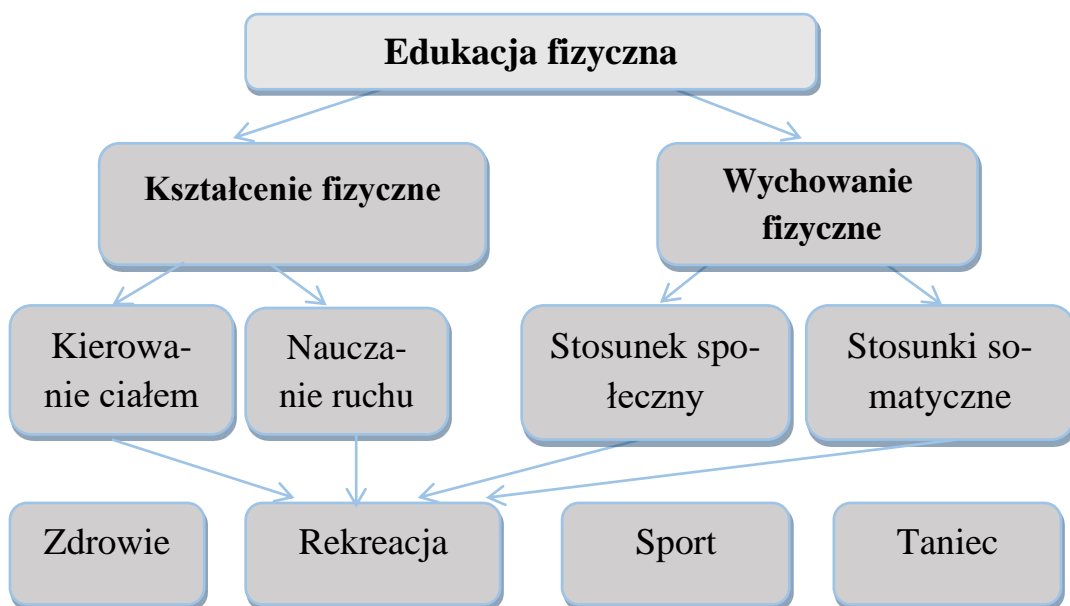 Edukacja fizyczna
Kształcenie fizyczne
Wychowanie
fizyczne
Kierowa-
nie ciałem
Naucza-
nie ruchu
Stosunek spo-
łeczny
Stosunki so-
matyczne
Zdrowie
Rekreacja
Sport
Taniec